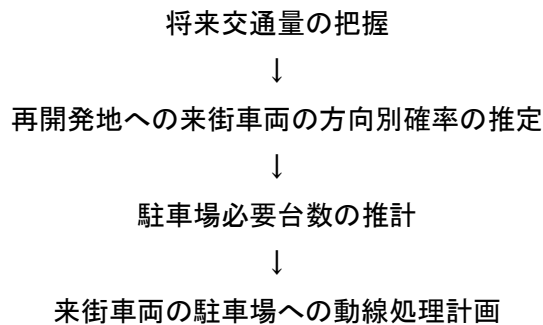 将来交通量の把握
↓
再開発地への来街車両の方向別確率の推定
↓
駐車場必要台数の推計
↓
来街車両の駐車場への動線処理計画